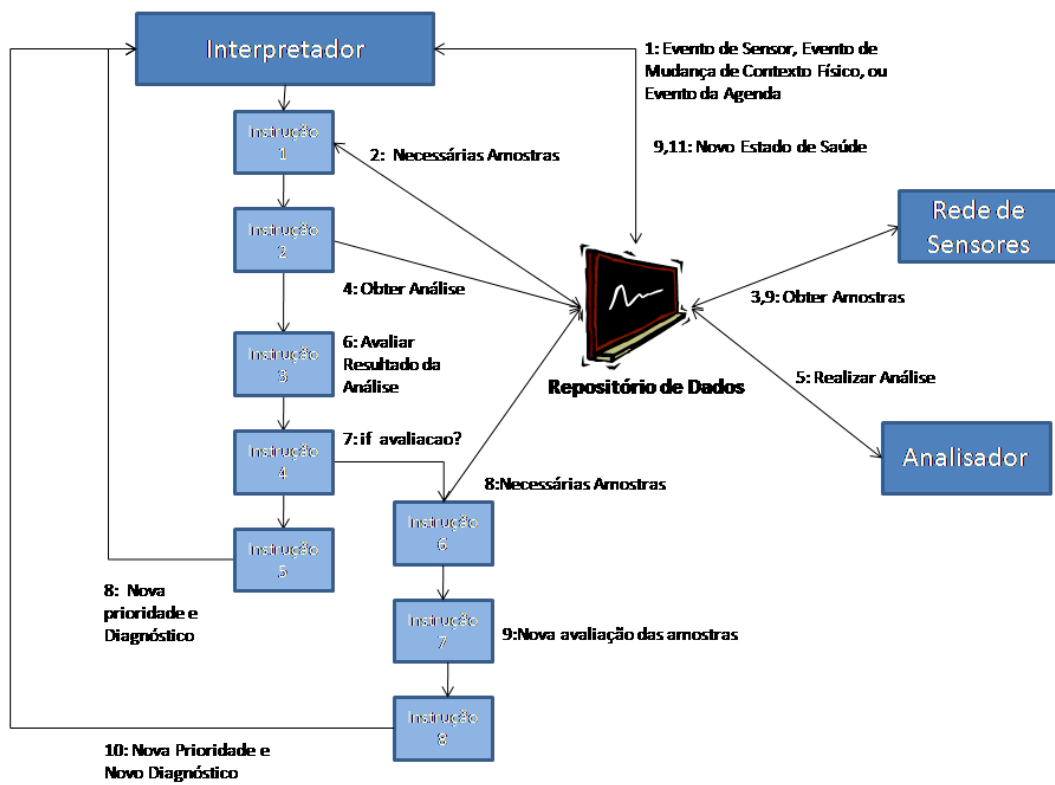 Interpretador
1: Evento de Sensor, Evento de
Mudança de Contexto Físico, ou
Evento da Agenda
Instrução
1
2: Necessárias Amostras
9,11: Novo Estado de Saúde
Rede de
Sensores
Instrução
2
4: Obter Análise
3,9: Obter Amostras
Instrução
3
6: Avaliar
Resultado da
Análise
Repositório de Dados
5: Realizar Análise
Instrução
4
7: if avaliacao?
Analisador
8:Necessárias Amostras
Instrução
5
Instrução
6
8: Nova
prioridade e
Diagnóstico
Instrução
7
9:Nova avaliação das amostras
Instrução
8
10: Nova Prioridade e
Novo Diagnóstico